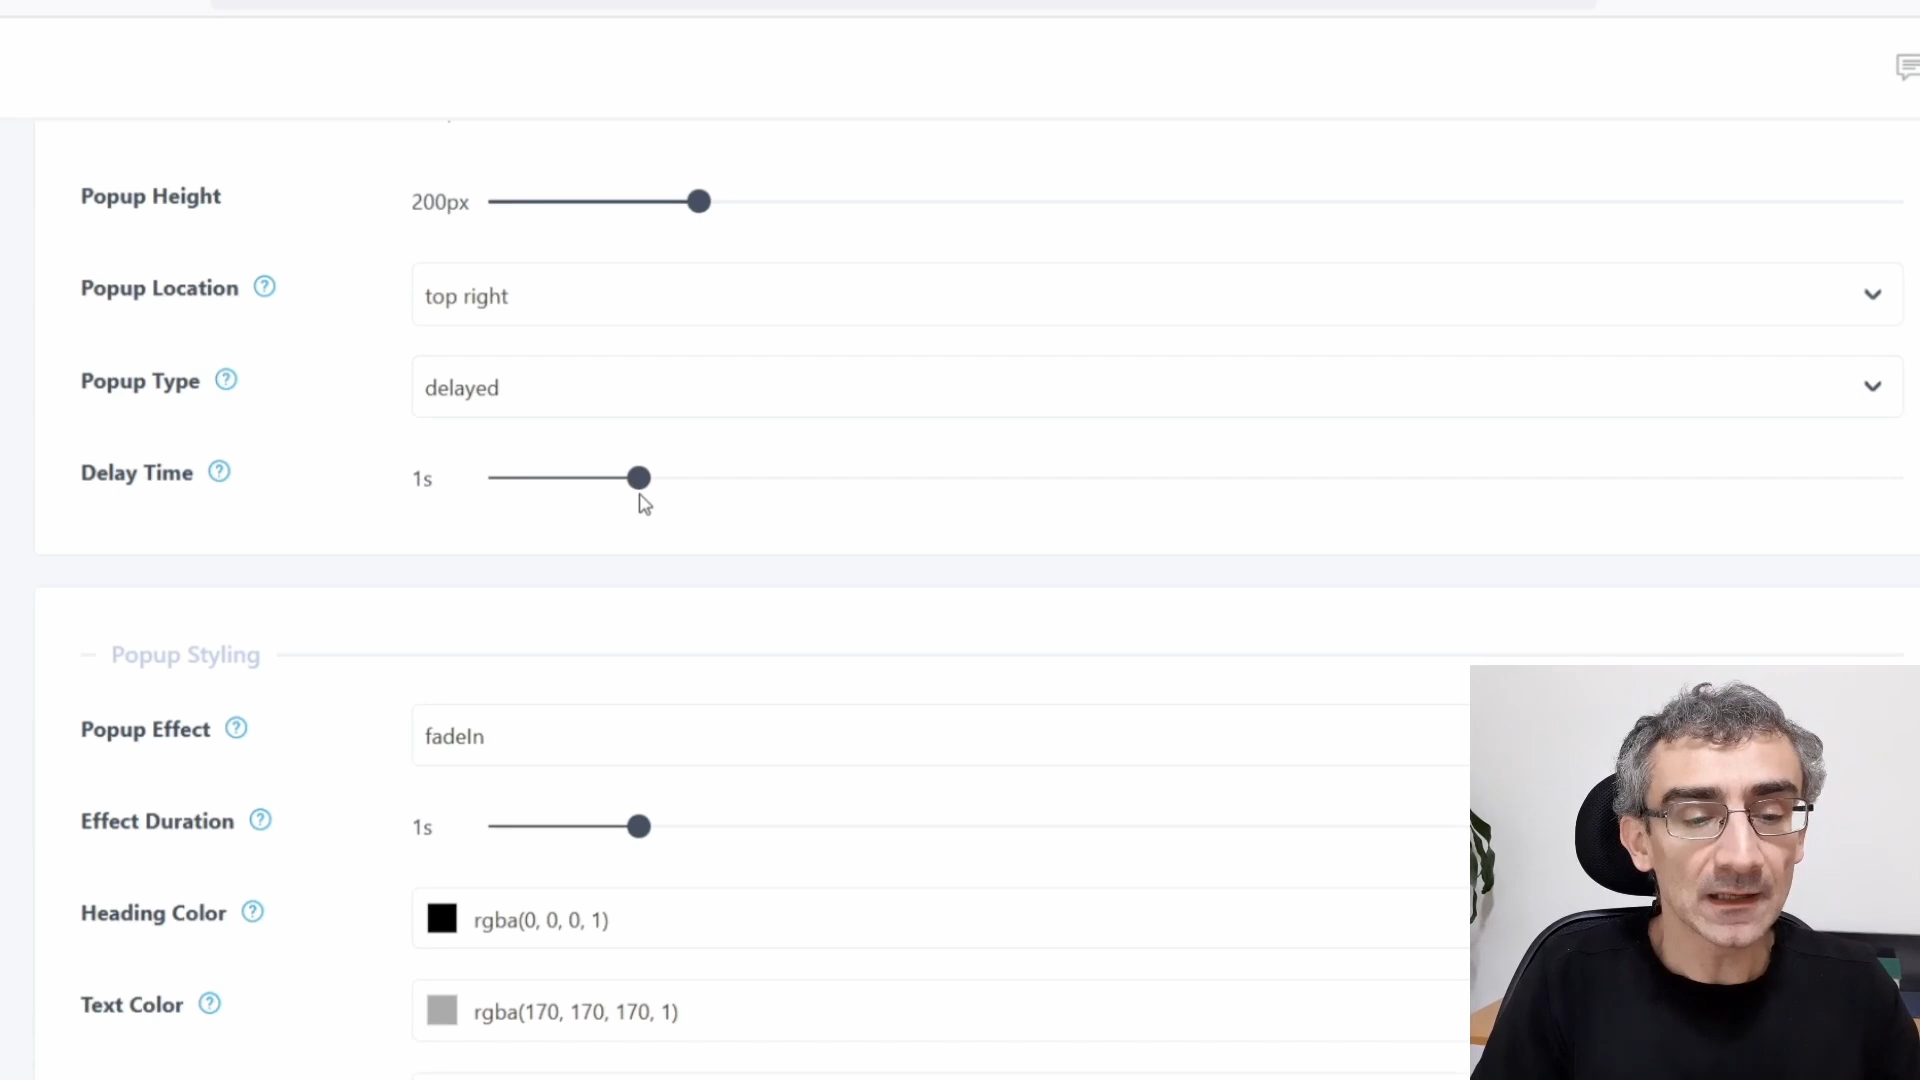 Popup Height
200px
Popup Location
top right
Popup Type
delayed
Delay Time
1s
Popup Styling
Popup Effect
fadeIn
Effect Duration
1s
Heading Color
rgba(0, 0, 0, 1)
Text Color
rgba(170, 170, 170, 1)